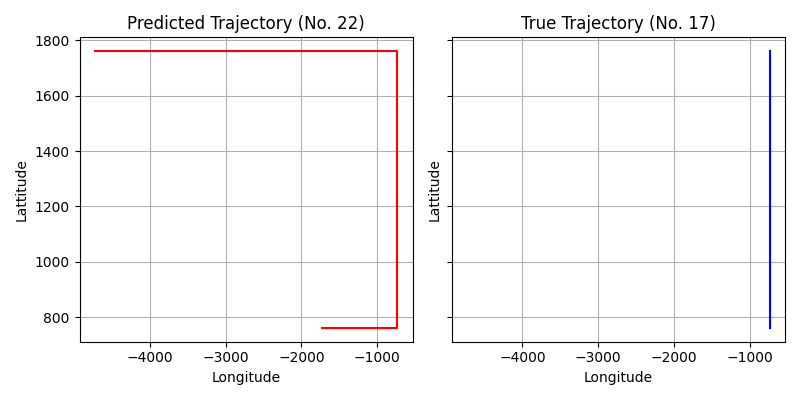 Predicted Trajectory (No. 22)
True Trajectory (No. 17)
Lattitude
1800
1600
1400
1200
1000
800
−4000
−3000
−2000
−1000
Longitude
Lattitude
−4000
−3000
−2000
−1000
Longitude